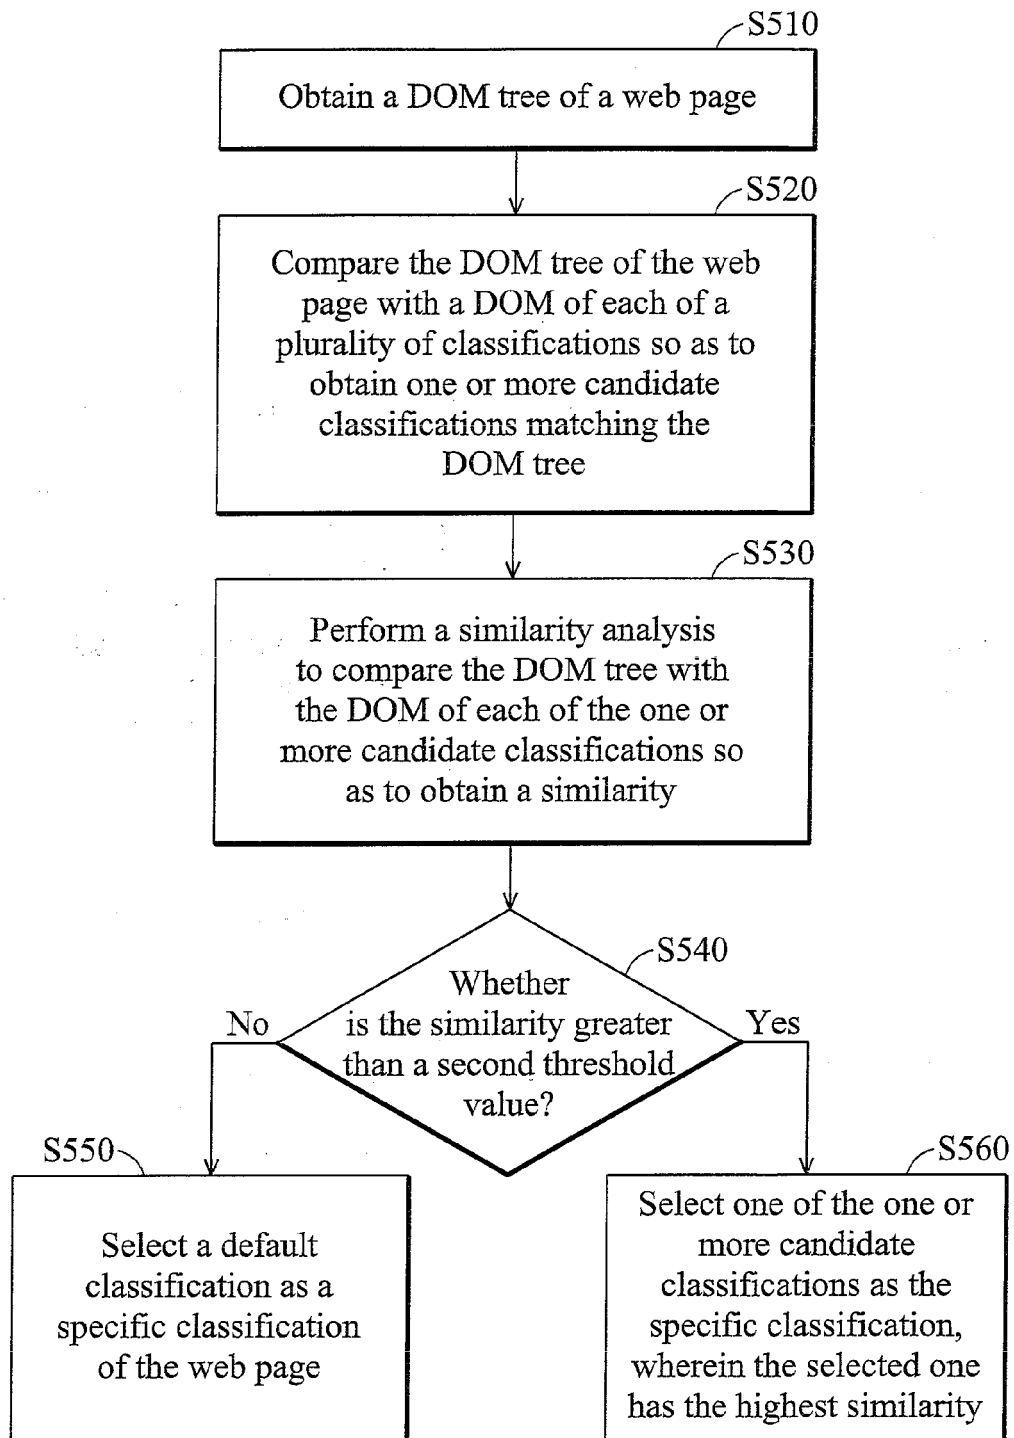 S510
Obtain a DOM tree of a web page
S520
Compare the DOM tree of the web
page with a DOM of each of a
plurality of classifications so as to
obtain one or more candidate
classifications matching the
DOM tree
S530
Perform a similarity analysis
to compare the DOM tree with
the DOM of each of the one or
more candidate classifications so
as to obtain a similarity
S540
Whether
is the similarity greater
than a second threshold
value?
No
Yes
S550
Select a default
classification as a
specific classification
of the web page
S560
Select one of the one or
more candidate
classifications as the
specific classification,
wherein the selected one
has the highest similarity